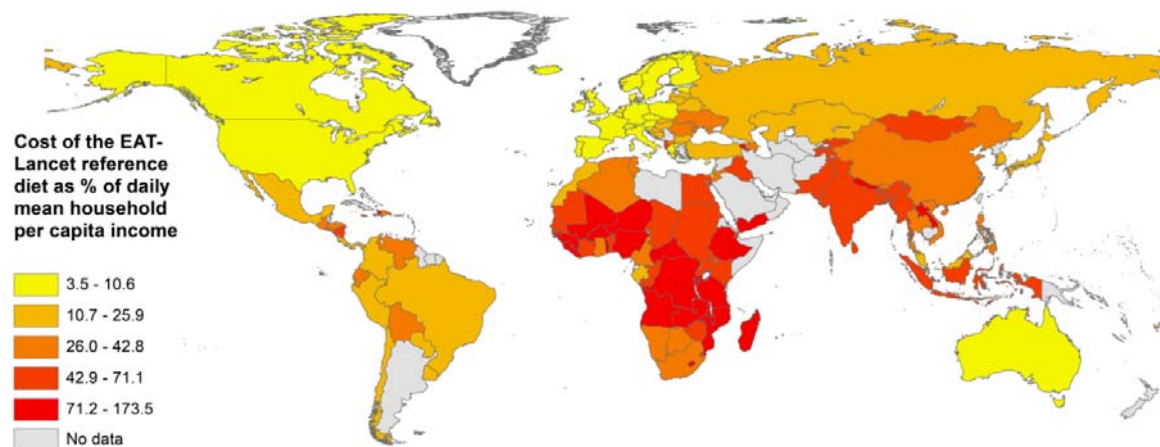 Cost of the EAT-
Lancet reference
diet as % of daily
mean household
per capita income
3.5 - 10.6
10.7 - 25.9
26.0 - 42.8
42.9 - 71.1
71.2 - 173.5
No data